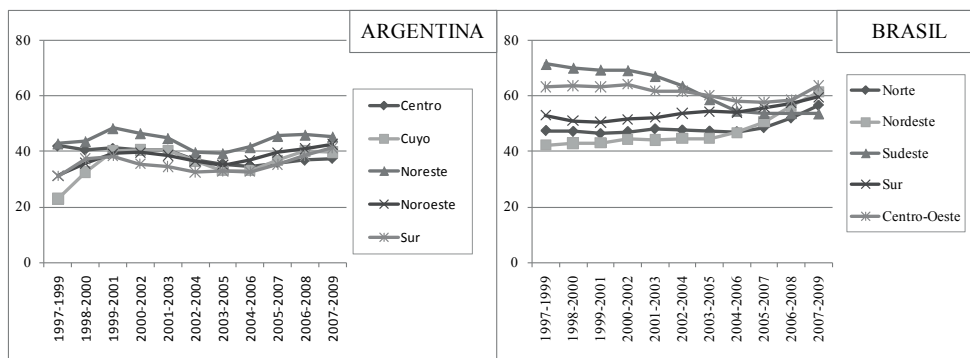 ARGENTINA
80
60
40
20
0
1997-1999
1998-2000
1999-2001
2000-2002
2001-2003
2002-2004
2003-2005
2004-2006
2005-2007
2006-2008
2007-2009
Centro
Cuyo
Noreste
Noroeste
Sur
BRASIL
80
60
40
20
0
1997-1999
1998-2000
1999-2001
2000-2002
2001-2003
2002-2004
2003-2005
2004-2006
2005-2007
2006-2008
2007-2009
Norte
Nordeste
Sudeste
Sur
Centro-Oeste